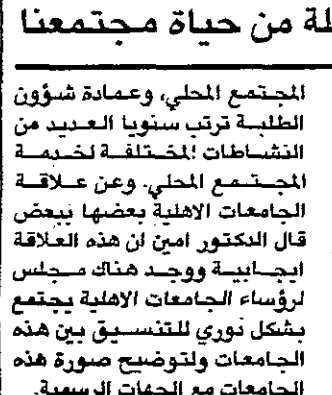 لة من حياة مجتمعنا
المجتمع المحلي، وعمادة شؤون
الطلبة ترتب سنويا العديد من
النشاطات المختلفة لخدمة
المجتمع المحلي. وعن علاقة
الجامعات الاهلية بعضها ببعض
قال الدكتور امين ان هذه العلاقة
ايجابية ووجد هناك مجلس
لرؤساء الجامعات الاهلية يجتمع
بشكل دوري للتنسيق بين هذه
الجامعات ولتوضيح صورة هذه
الجامعات مع الجهات الرسمية.